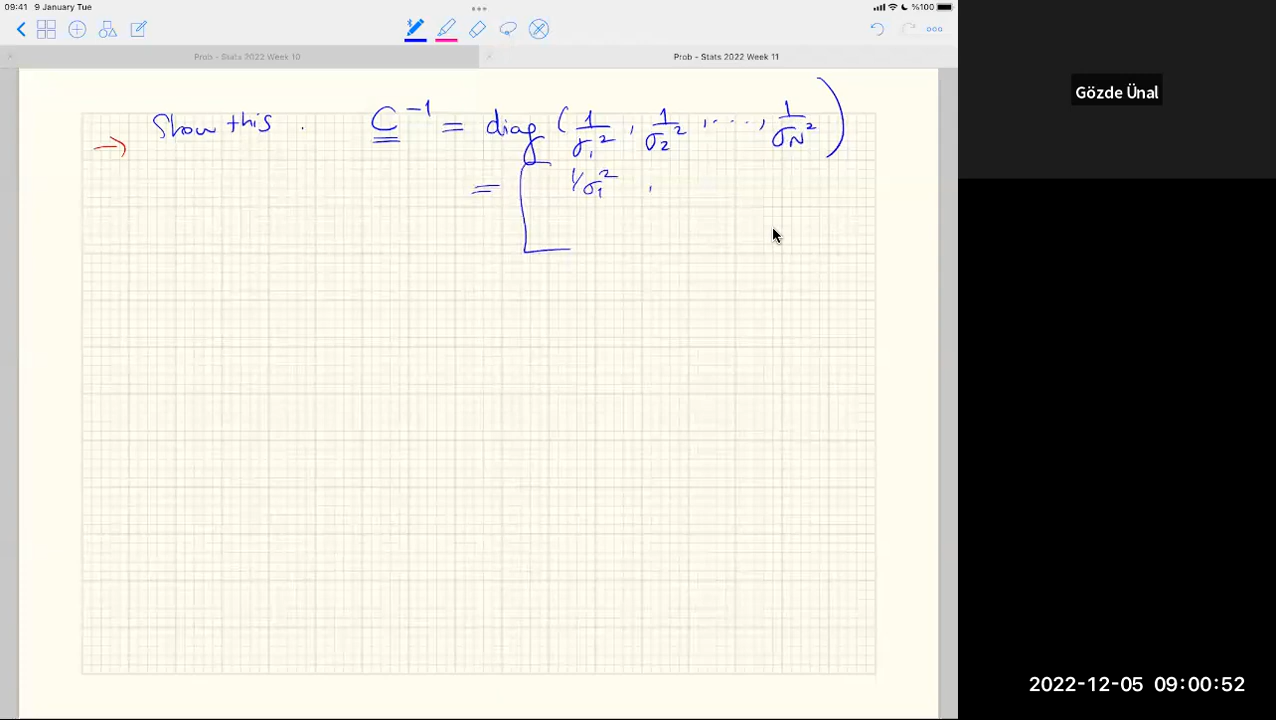 09:41 9 January Tue
%100
Prob - Stats 2022 Week 10
Prob - Stats 2022 Week 11
Gözde Ünal
→ Show this . C⁻¹ = diag ( 1/σ₁² , 1/σ₂² , ... , 1/σN² )
= [ 1/σ₁² .
2022-12-05 09:00:52